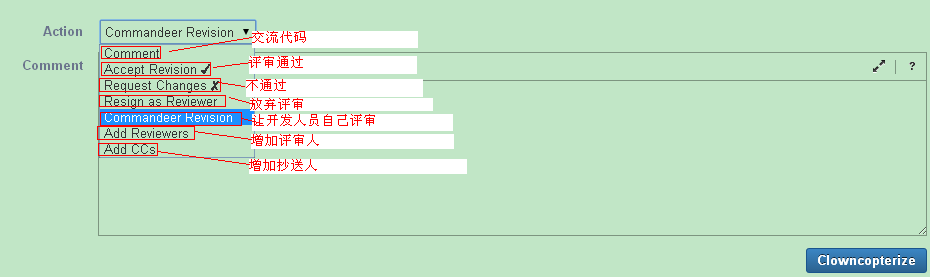 Action
Commandeer Revision
交流代码
Comment
Comment
Accept Revision ✔
评审通过
Request Changes ✘
不通过
Resign as Reviewer
放弃评审
Commandeer Revision
让开发人员自己评审
Add Reviewers
增加评审人
Add CCs
增加抄送人
?
Clowncopterize